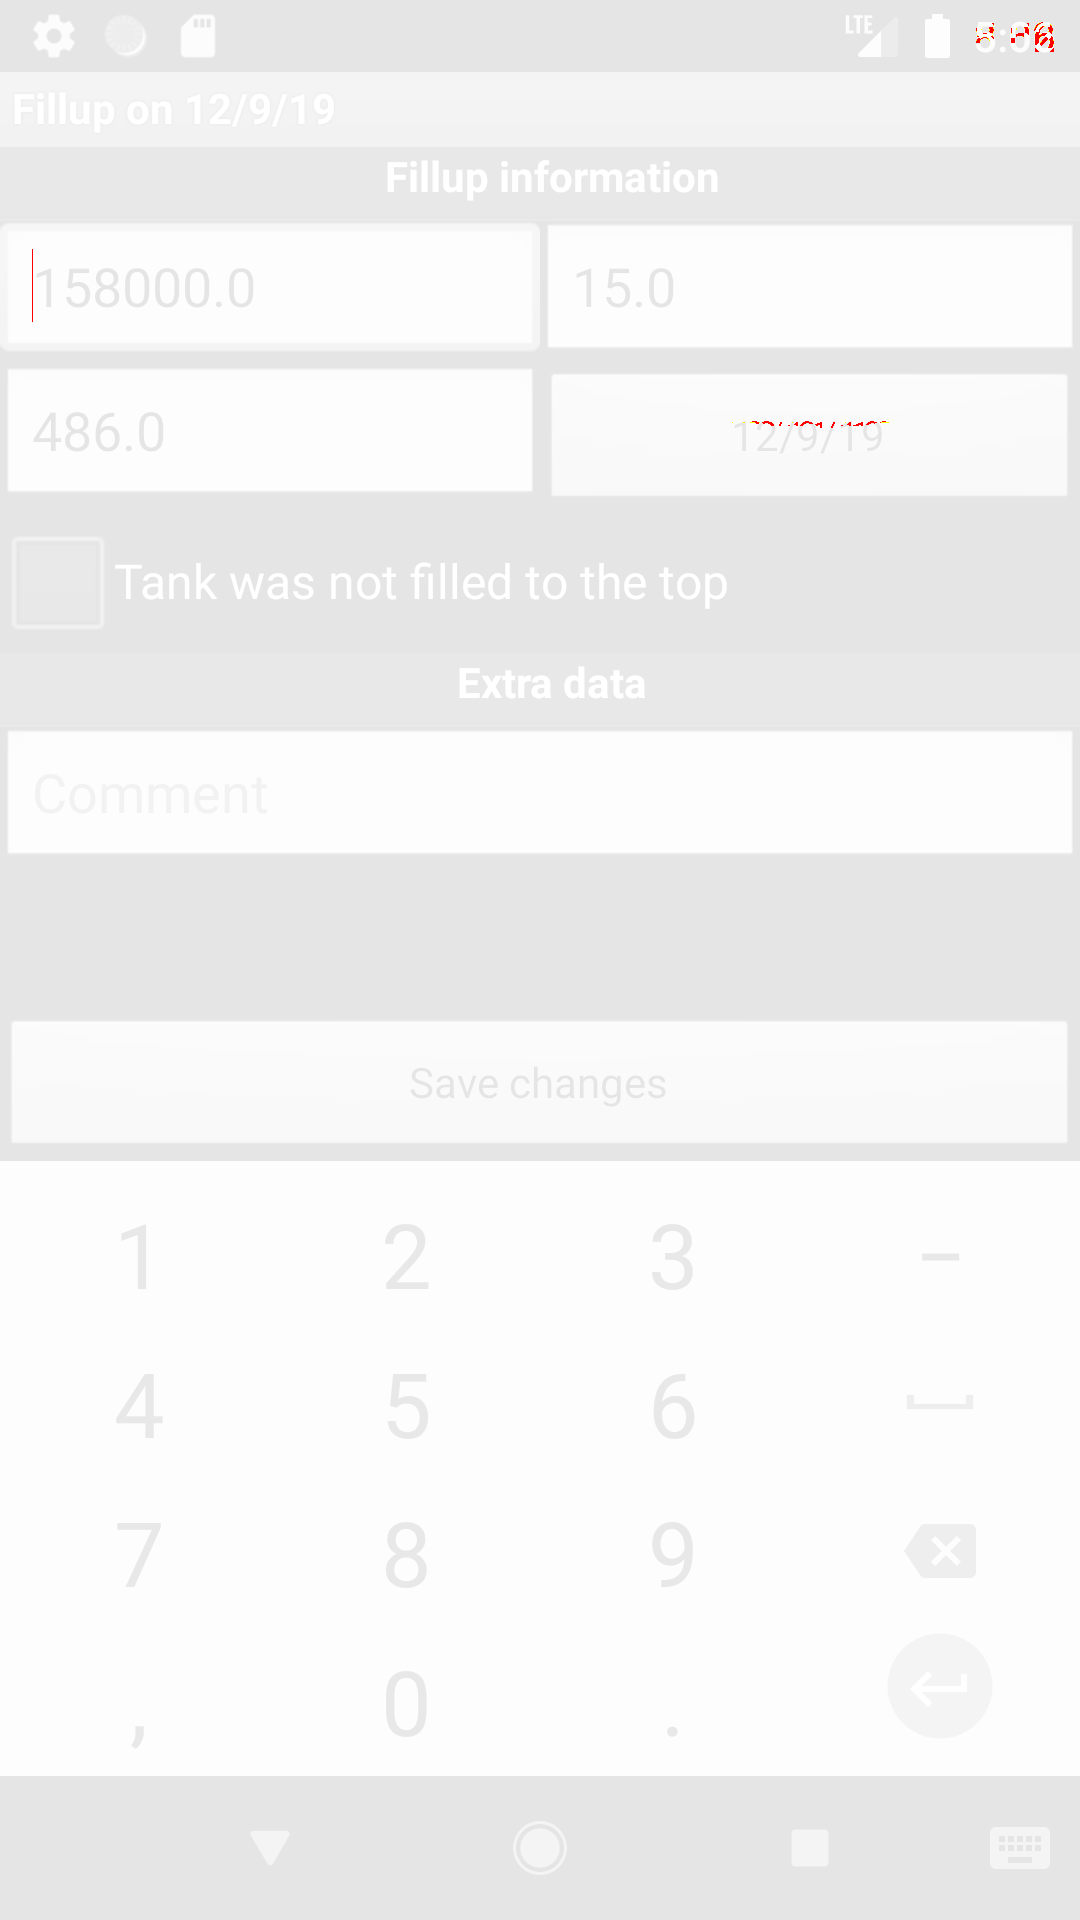 LTE
Fillup on 12/9/19
Fillup information
158000.0 15.0
486.0 12/9/19
Tank was not filled to the top
Extra data
Comment
Save changes
1 2 3 –
4 5 6
7 8 9
, 0 .